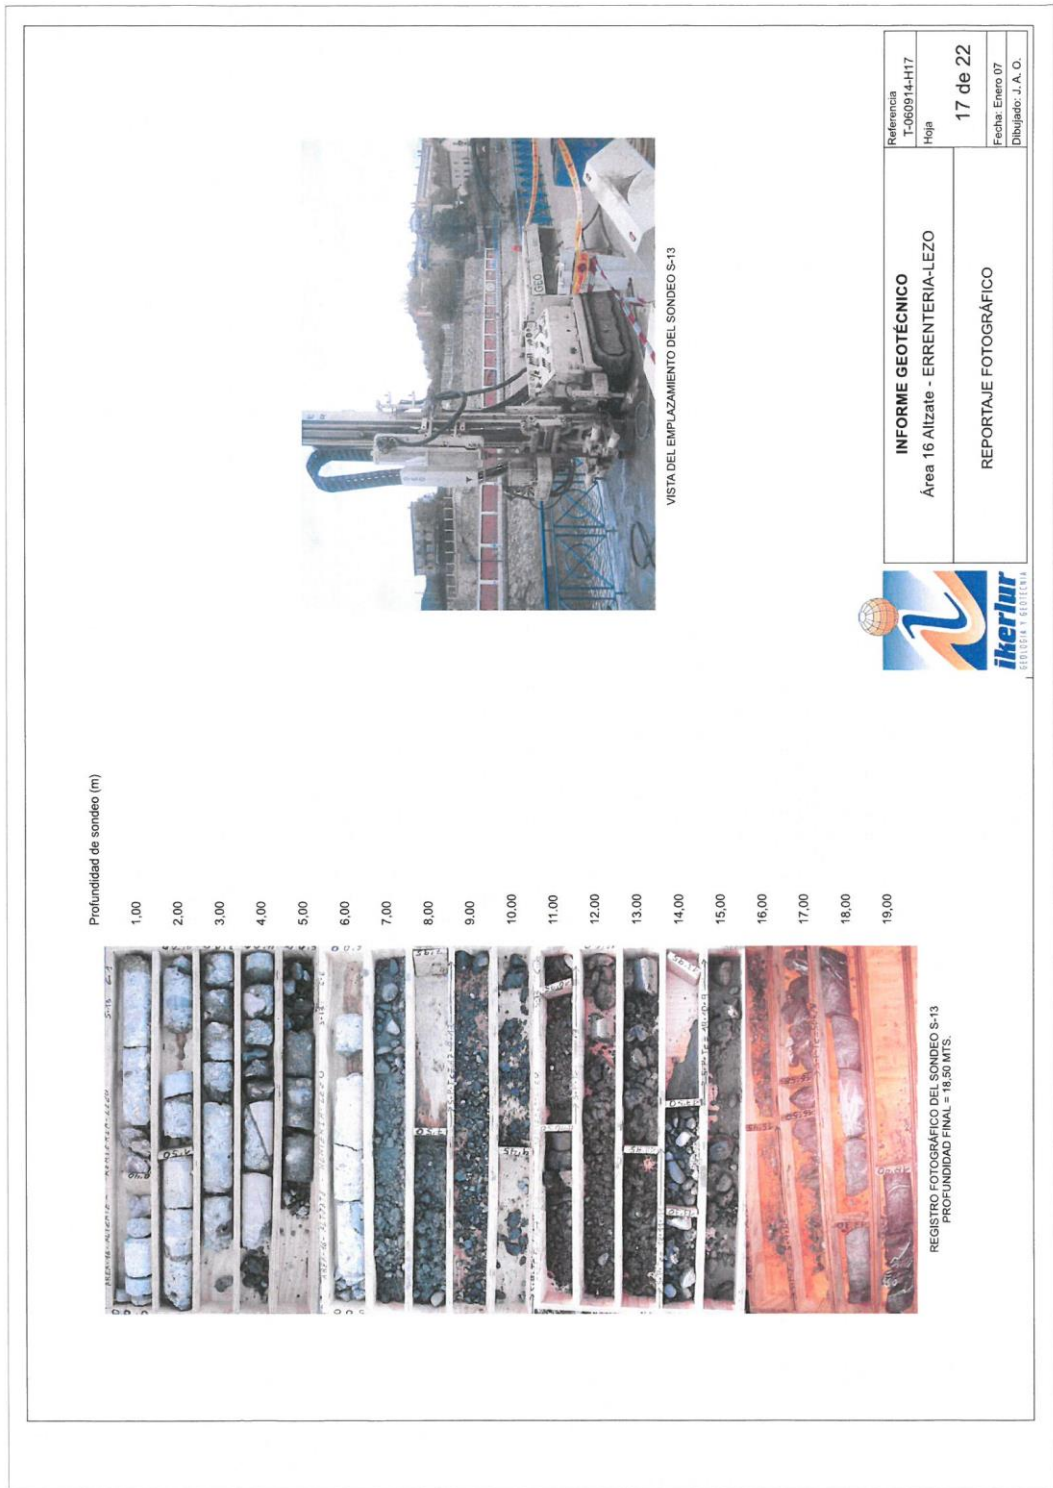 Profundidad de sondeo (m)
1,00
2,00
3,00
4,00
5,00
6,00
7,00
8,00
9,00
10,00
11,00
12,00
13,00
14,00
15,00
16,00
17,00
18,00
19,00
REGISTRO FOTOGRÁFICO DEL SONDEO S-13
PROFUNDIDAD FINAL = 18,50 MTS.
GEO
VISTA DEL EMPLAZAMIENTO DEL SONDEO S-13
ikerlur
GEOLOGIA Y GEOTECNIA
INFORME GEOTÉCNICO
Área 16 Altzate - ERRENTERIA-LEZO
REPORTAJE FOTOGRÁFICO
Referencia
T-060914-H17
Hoja
17 de 22
Fecha: Enero 07
Dibujado: J. A. O.